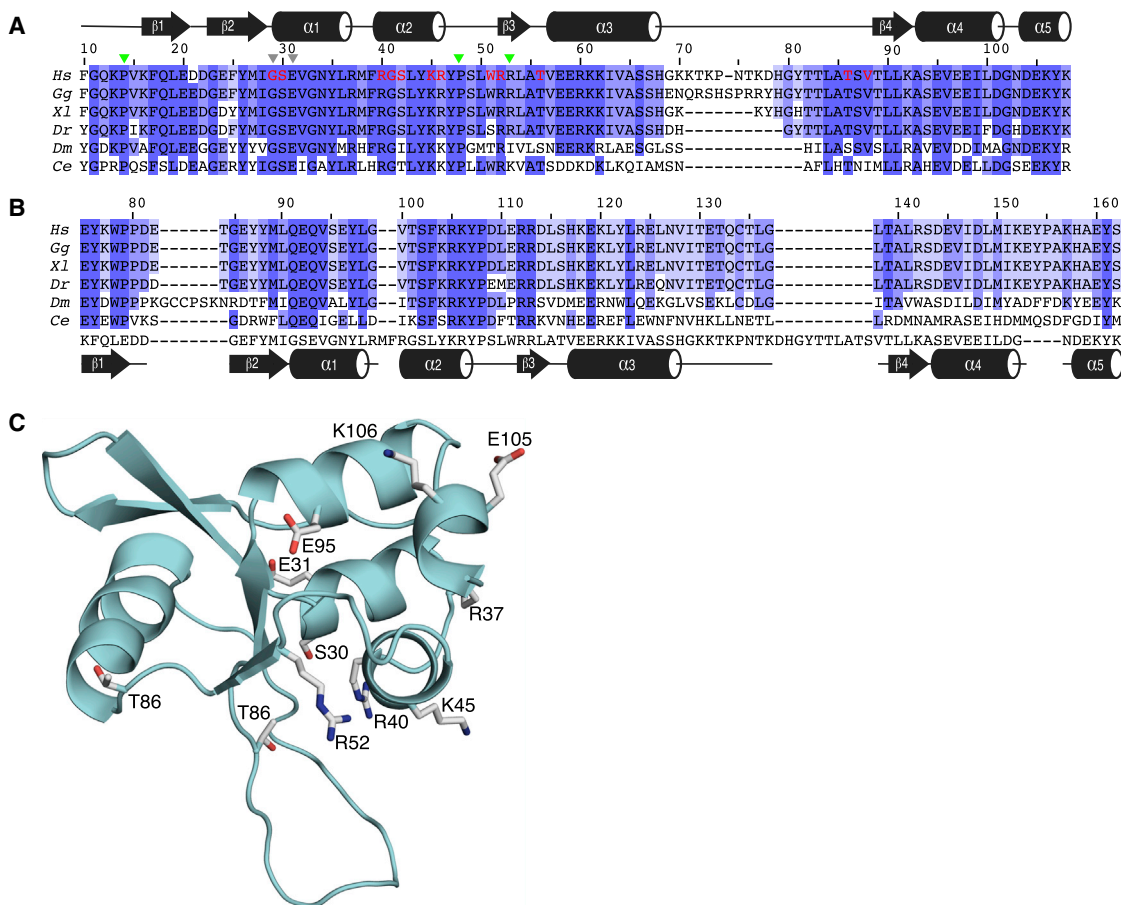 A
β1 β2 α1 α2 β3 α3 β4 α4 α5
10 20 30 40 50 60 70 80 90 100
Hs FGQKPVKFQLEDDGEFYMIGSEVGNYLRMFRGSLYKRYPSLWRRLATVEERKKIVASSHGKKTKP-NTKDHGYTTLATSVTLLKASEVEEILDGNDEKYK
Gg FGQKPVKFQLEEDGEFYMIGSEVGNYLRMFRGSLYKRYPSLWRRLATVEERKKIVASSHENQRSHSPRRYHGYTTLATSVTLLKASEVEEILDGNDEKYK
Xl FGQKPVKFQLEEDGDYYMIGSEVGNYLRMFRGSLYKRYPSLWRRLATVEERKKIVASSHGK-------KYHGHTTLATSVTLLKASEVEEILDGNDEKYK
Dr YGQKPIKFQLEEDGDFYMIGSEVGNYLRMFRGSLYKRYPSLSRRLATVEERKKIVASSHDH----------GYTTLATSVTLLKASEVEEIFDGHDEKYK
Dm YGDKPVAFQLEEGGEYYYVGSEVGNYMRHFRGILYKKYPGMTRIVLSNEERKRLAESGLSS------------HILASSVSLLRAVEVDDIMAGNDEKYK
Ce YGPRPQSFSLDEAGERYYIGSEIGAYLRLHRGTLYKKYPLLWRKVATSDDKDKLKQIAMSN------------AFLHTNIMLLRVHEVDELLDGSEEKYR
B
80 90 100 110 120 130 140 150 160
Hs EYKWPPDE------TGEYYMLQEQVSEYLG--VTSFKRKYPDLERRDLSHKEKLYLRELNVITETQCTLG----------LTALRSDEVIDLMIKEYPAKHAEYS
Gg EYKWPPDE------TGEYYMLQEQVSEYLG--VTSFKRKYPDLERRDLSHKEKLYLRELNVITETQCTLG----------LTALRSDEVIDLMIKEYPAKHAEYS
Xl EYKWPPDE------TGEYYMLQEQVSEYLG--VTSFKRKYPDLERRDLSHKEKLYLRELNVITETQCTLG----------LTALRSDEVIDLMIKEYPAKHAEYS
Dr EYKWPPDD------TGEYYMLQEQVSEYLG--VTSFKRKYPEMERRDLSHKEKLYLREQNVITETQCTLG----------LTALRSDEVIDLMIKEYPAKHAEYS
Dm EYDWPPPKGCCPSKNRDTFMIQEQVALYLG--ITSFKRKYPDLPRRSVDMEERNWLQEKGLVSEKLCDLG----------ITAVWASDILDIMYADFFDKYEEYK
Ce EYEWPVKS-------GDRWFLQEQIGELLD--IKSFSRKYPDFTRRKVNHEEREFLEWNFNVHKLLNETL----------LRDMNAMRASEIHDMMQSDFGDIYM
KFQLEDD--------GEFYMIGSEVGNYLRMFRGSLYKRYPSLWRRLATVEERKKIVASSHGKKTKPNTKDHGYTTLATSVTLLKASEVEEILDG----NDEKYK
β1 β2 α1 α2 β3 α3 β4 α4 α5
C
K106
E105
E95
E31
R37
S30
T86
T86
K45
R40
R52